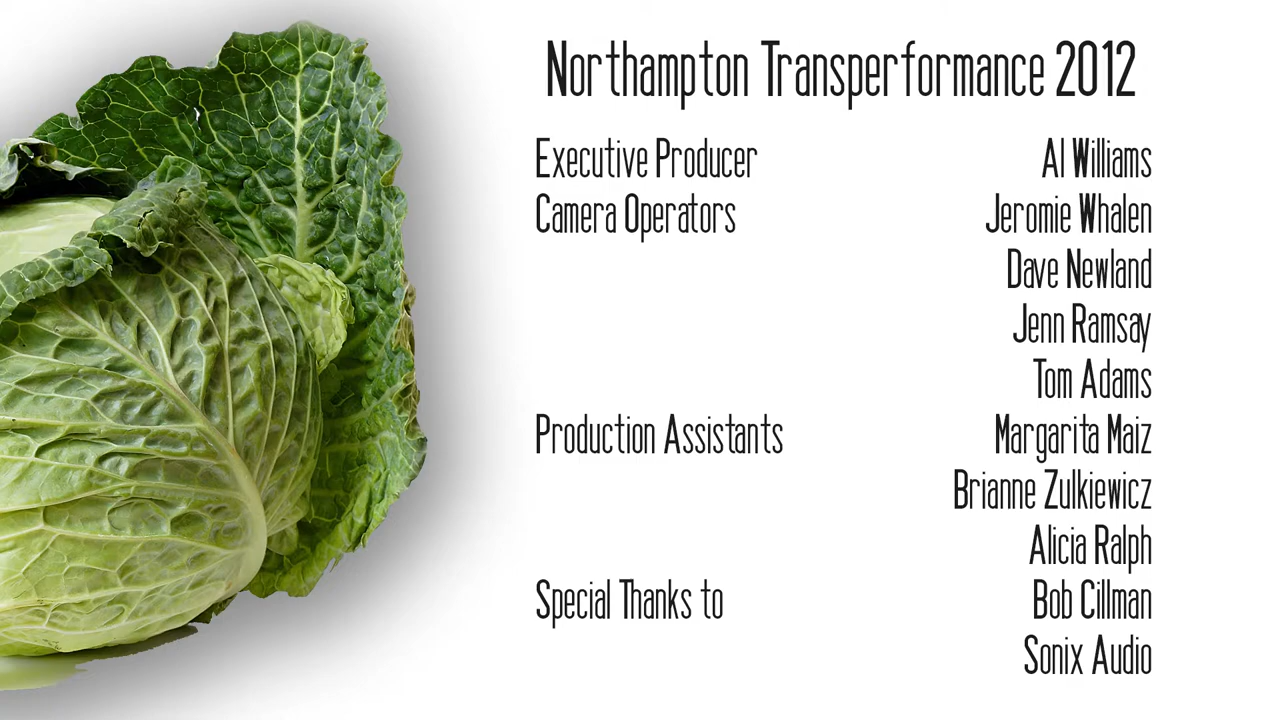 Northampton Transperformance 2012
Executive Producer Al Williams
Camera Operators Jeromie Whalen
Dave Newland
Jenn Ramsay
Tom Adams
Production Assistants Margarita Maiz
Brianne Zulkiewicz
Alicia Ralph
Special Thanks to Bob Cillman
Sonix Audio